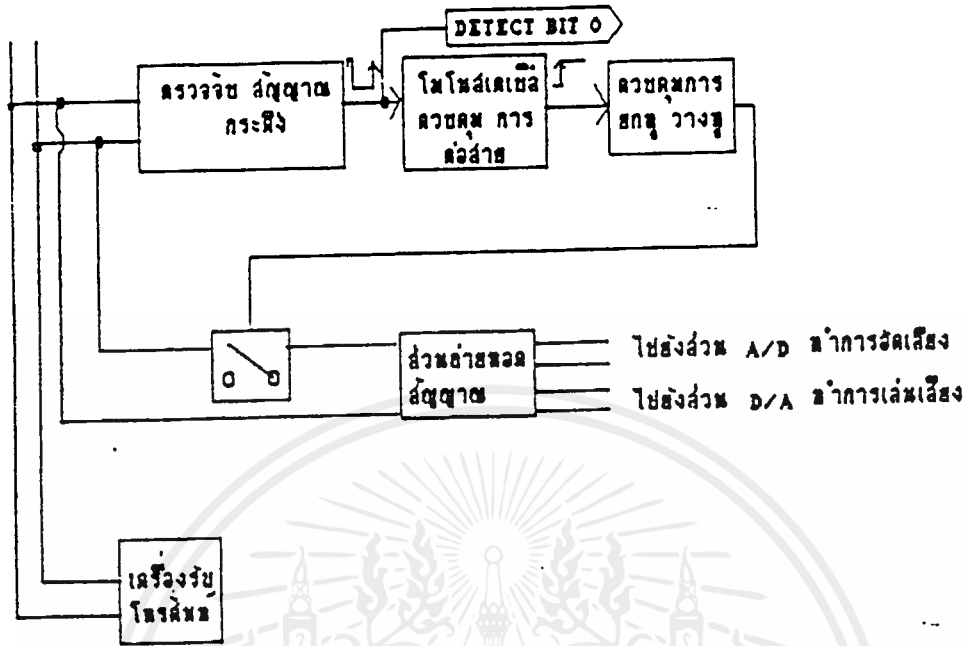 DETECT BIT 0
ตรวจจับ สัญญาณ
กระดิ่ง
โมโนสเตเบิล
ควบคุม การ
ต่อสาย
ควบคุมการ
ยกหู วางหู
ส่วนถ่ายทอด
สัญญาณ
ไปยังส่วน A/D ทำการอัดเสียง
ไปยังส่วน D/A ทำการเล่นเสียง
เครื่องรับ
โทรศัพท์